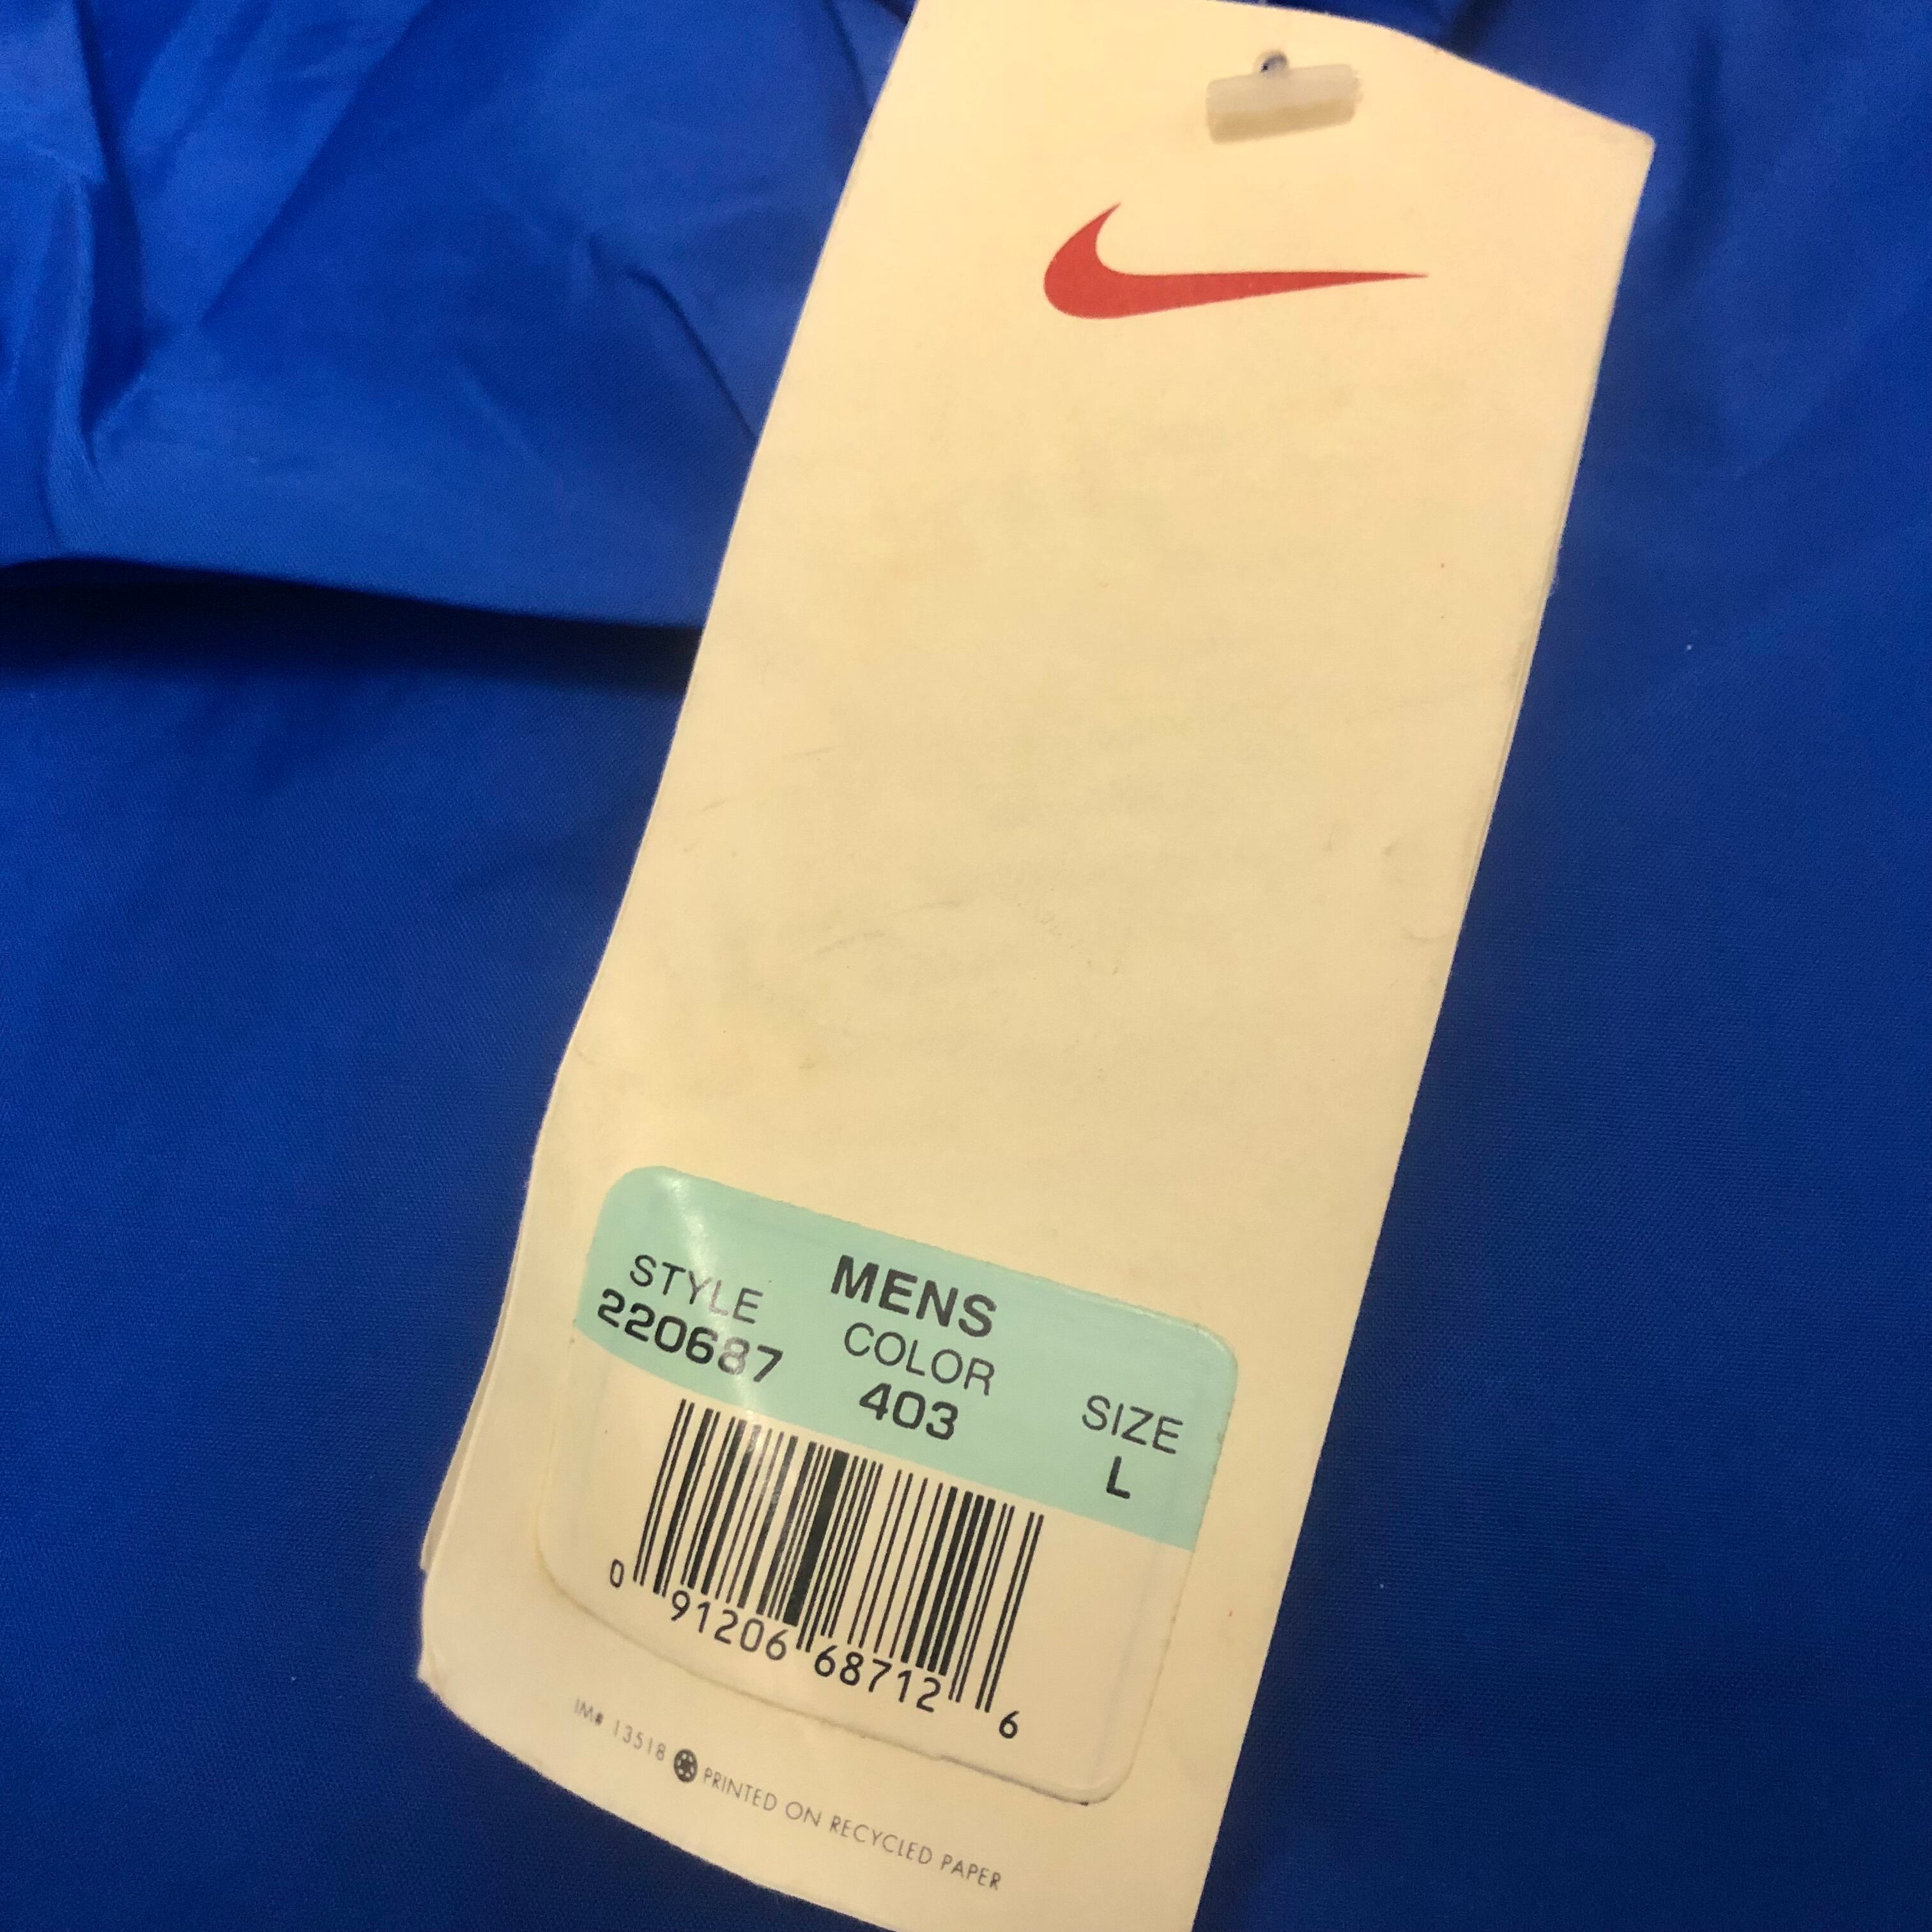 MENS
STYLE COLOR SIZE
220687 403 L
0 91206 68712 6
IM# 13518 PRINTED ON RECYCLED PAPER